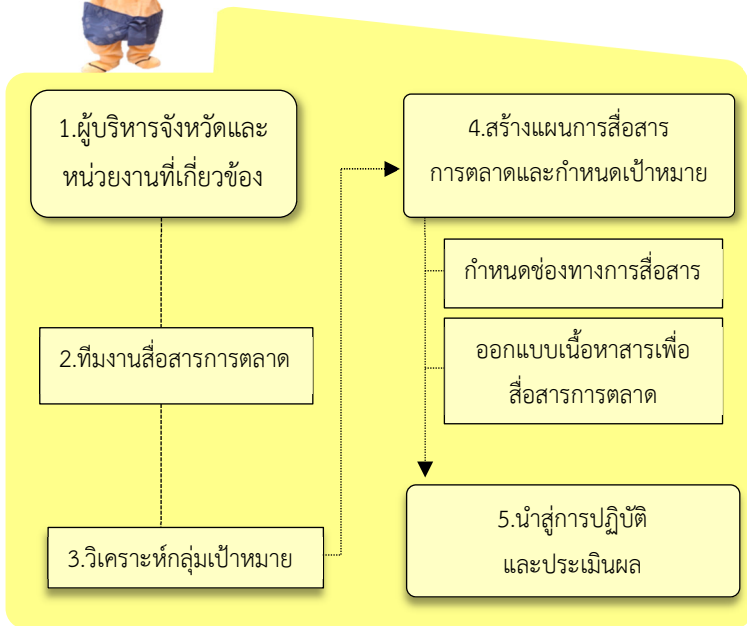 1.ผู้บริหารจังหวัดและ
หน่วยงานที่เกี่ยวข้อง
2.ทีมงานสื่อสารการตลาด
3.วิเคราะห์กลุ่มเป้าหมาย
4.สร้างแผนการสื่อสาร
การตลาดและกำหนดเป้าหมาย
กำหนดช่องทางการสื่อสาร
ออกแบบเนื้อหาสารเพื่อ
สื่อสารการตลาด
5.นำสู่การปฏิบัติ
และประเมินผล